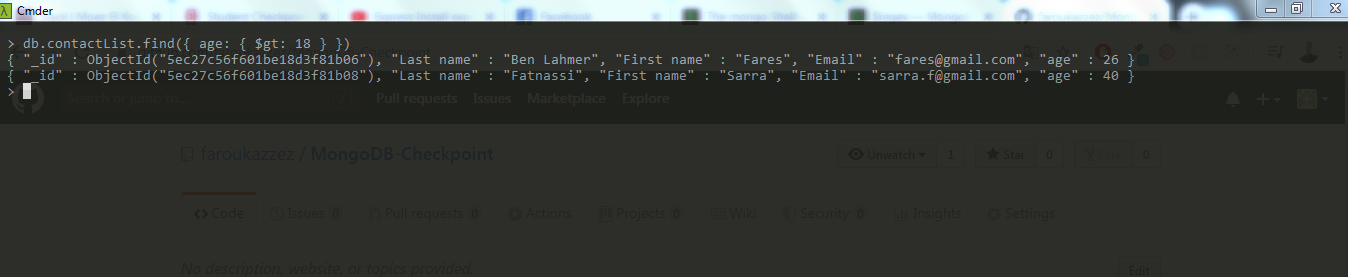 Cmder
> db.contactList.find({ age: { $gt: 18 } })
{ "_id" : ObjectId("5ec27c56f601be18d3f81b06"), "Last name" : "Ben Lahmer", "First name" : "Fares", "Email" : "fares@gmail.com", "age" : 26 }
{ "_id" : ObjectId("5ec27c56f601be18d3f81b08"), "Last name" : "Fatnassi", "First name" : "Sarra", "Email" : "sarra.f@gmail.com", "age" : 40 }
>
Search or jump to... Pull requests Issues Marketplace Explore
faroukazzez / MongoDB-Checkpoint
Unwatch 1 Star 0 Fork 0
Code Issues 0 Pull requests 0 Actions Projects 0 Wiki Security 0 Insights Settings
No description, website, or topics provided.
Edit